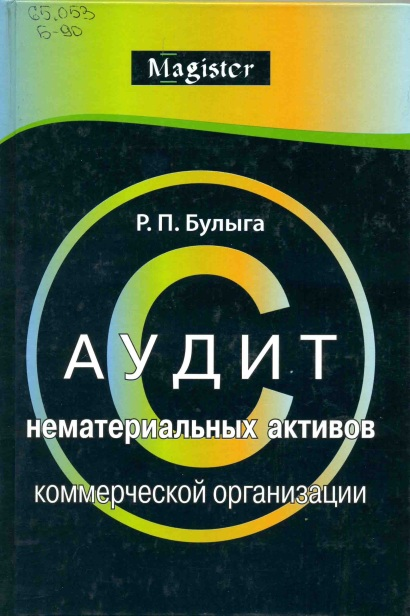 65.053
Б-90
Magister
Р. П. Булыга
С
АУДИТ
нематериальных активов
коммерческой организации